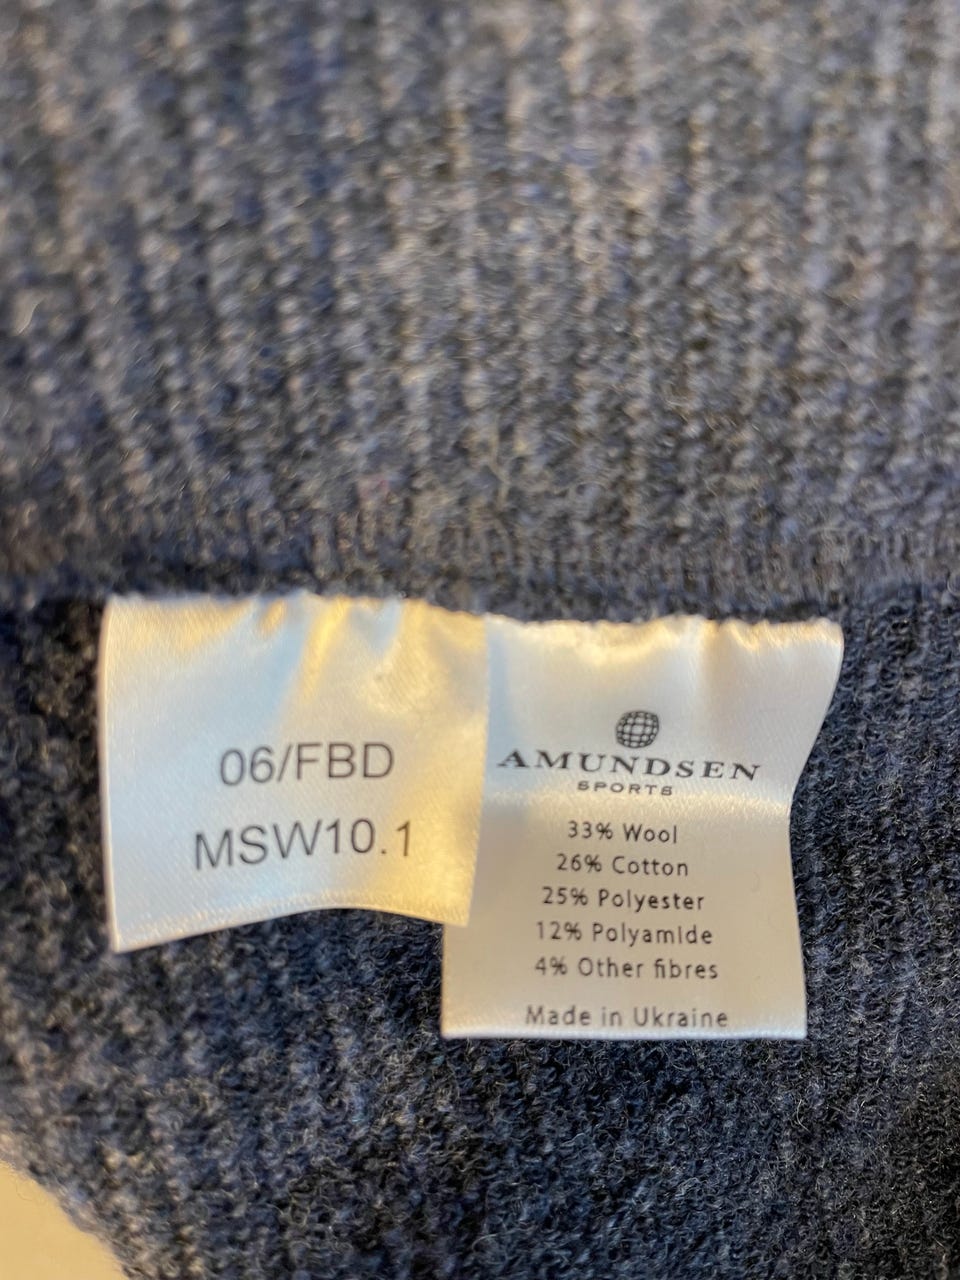 06/FBD
MSW10.1
AMUNDSEN
SPORTS
33% Wool
26% Cotton
25% Polyester
12% Polyamide
4% Other fibres
Made in Ukraine